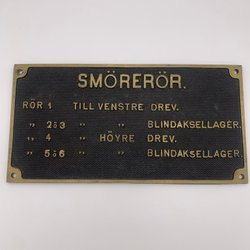 SMÖRERÖR.
RÖR 1 TILL VENSTRE DREV.
" 2&3 " " BLINDAKSELLAGER.
" 4 " HÖYRE DREV.
" 5&6 " " BLINDAKSELLAGER.